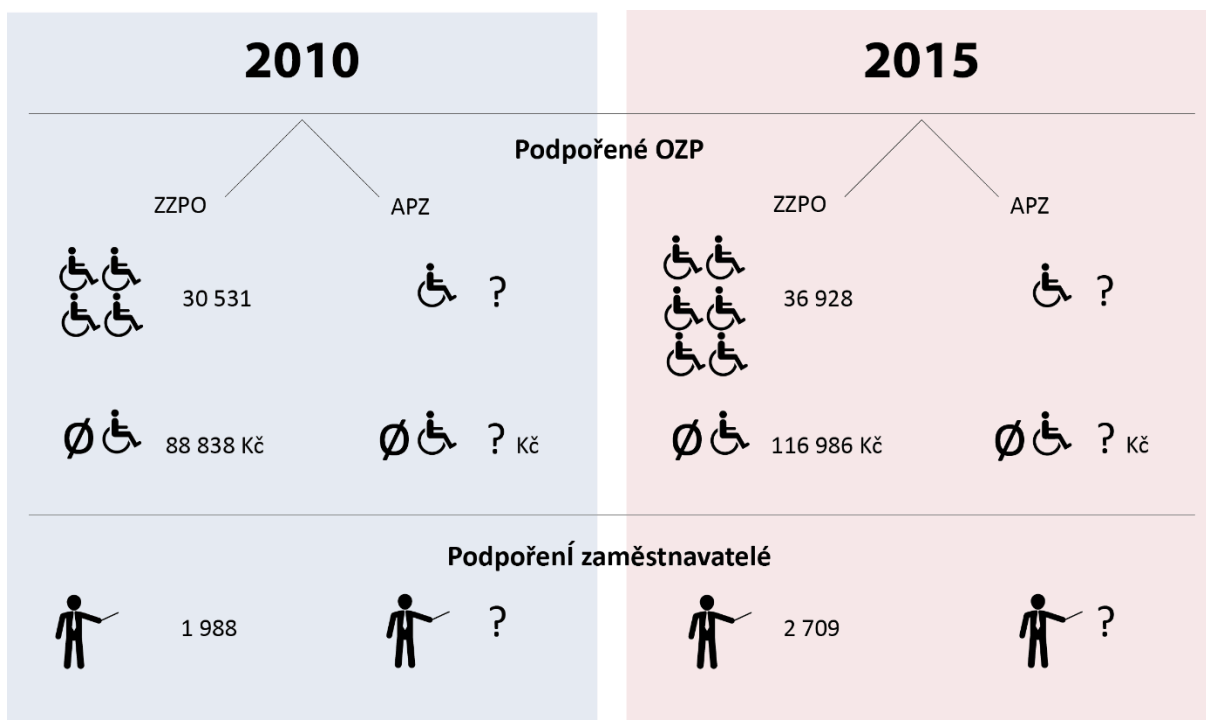 2010 2015
Podpořené OZP
ZZPO APZ ZZPO APZ
30 531 ? 36 928 ?
Ø 88 838 Kč Ø ? Kč Ø 116 986 Kč Ø ? Kč
PodpořenÍ zaměstnavatelé
1 988 ? 2 709 ?